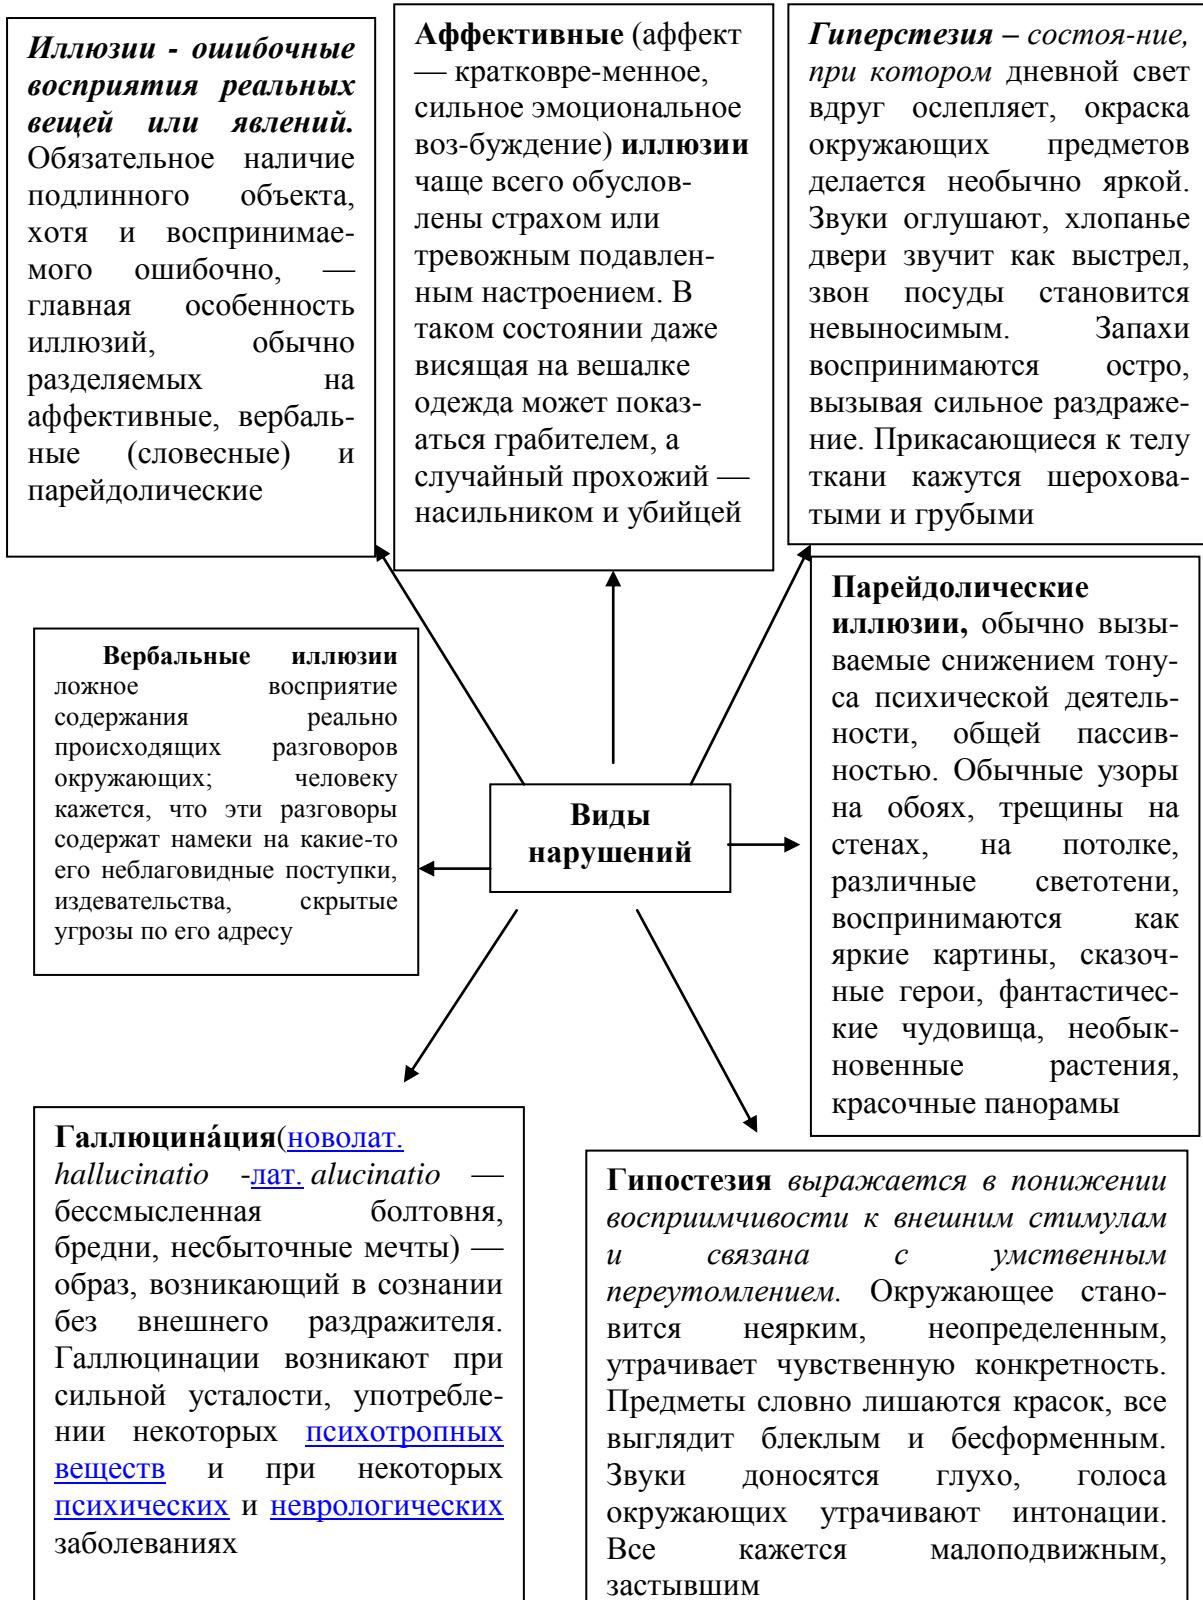 Иллюзии - ошибочные
восприятия реальных
вещей или явлений.
Обязательное наличие
подлинного объекта,
хотя и воспринимае-
мого ошибочно, —
главная особенность
иллюзий, обычно
разделяемых на
аффективные, вербаль-
ные (словесные) и
парейдолические
Аффективные (аффект
— кратковре-менное,
сильное эмоциональное
воз-буждение) иллюзии
чаще всего обуслов-
лены страхом или
тревожным подавлен-
ным настроением. В
таком состоянии даже
висящая на вешалке
одежда может показ-
аться грабителем, а
случайный прохожий —
насильником и убийцей
Гиперстезия – состоя-ние,
при котором дневной свет
вдруг ослепляет, окраска
окружающих предметов
делается необычно яркой.
Звуки оглушают, хлопанье
двери звучит как выстрел,
звон посуды становится
невыносимым. Запахи
воспринимаются остро,
вызывая сильное раздраже-
ние. Прикасающиеся к телу
ткани кажутся шерохова-
тыми и грубыми
Вербальные иллюзии
ложное восприятие
содержания реально
происходящих разговоров
окружающих; человеку
кажется, что эти разговоры
содержат намеки на какие-то
его неблаговидные поступки,
издевательства, скрытые
угрозы по его адресу
Виды
нарушений
Парейдолические
иллюзии, обычно вызы-
ваемые снижением тону-
са психической деятель-
ности, общей пассив-
ностью. Обычные узоры
на обоях, трещины на
стенах, на потолке,
различные светотени,
воспринимаются как
яркие картины, сказоч-
ные герои, фантастичес-
кие чудовища, необык-
новенные растения,
красочные панорамы
Галлюцина́ция(новолат.
hallucinatio -лат. alucinatio —
бессмысленная болтовня,
бредни, несбыточные мечты) —
образ, возникающий в сознании
без внешнего раздражителя.
Галлюцинации возникают при
сильной усталости, употребле-
нии некоторых психотропных
веществ и при некоторых
психических и неврологических
заболеваниях
Гипостезия выражается в понижении
восприимчивости к внешним стимулам
и связана с умственным
переутомлением. Окружающее стано-
вится неярким, неопределенным,
утрачивает чувственную конкретность.
Предметы словно лишаются красок, все
выглядит блеклым и бесформенным.
Звуки доносятся глухо, голоса
окружающих утрачивают интонации.
Все кажется малоподвижным,
застывшим